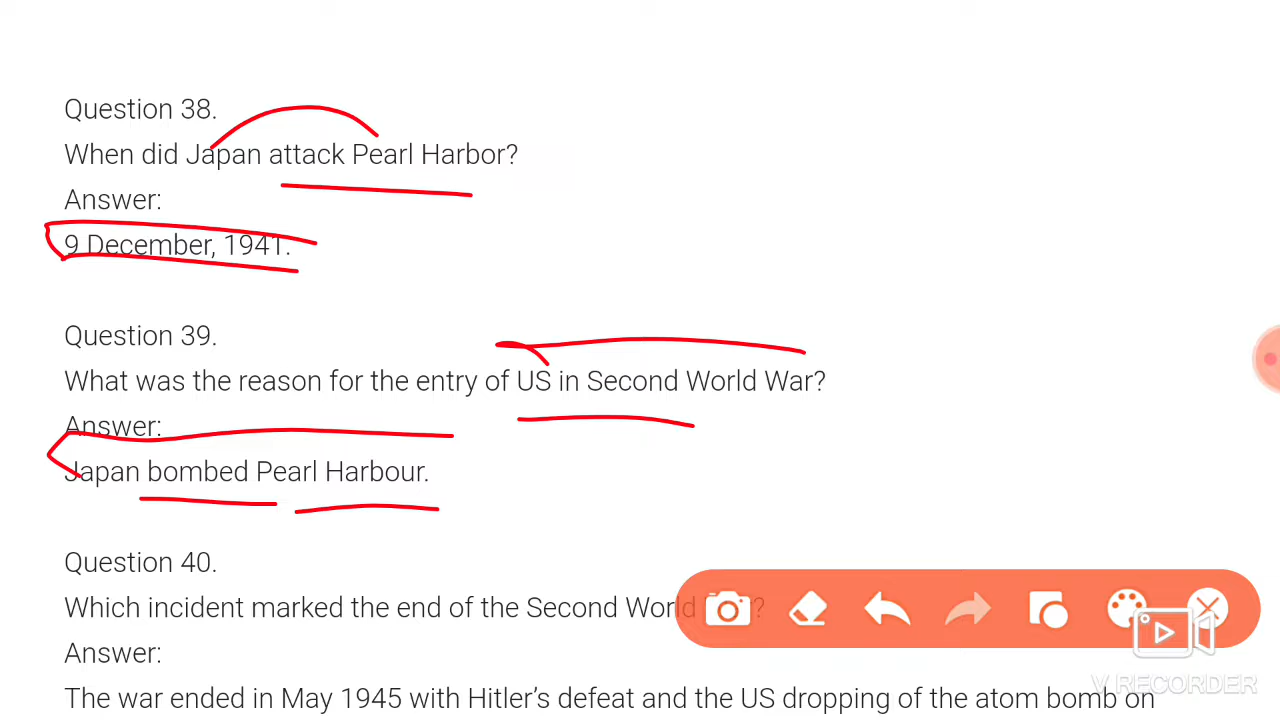 Question 38.
When did Japan attack Pearl Harbor?
Answer:
9 December, 1941.
Question 39.
What was the reason for the entry of US in Second World War?
Answer:
Japan bombed Pearl Harbour.
Question 40.
Which incident marked the end of the Second World ?
Answer:
The war ended in May 1945 with Hitler’s defeat and the US dropping of the atom bomb on
V RECORDER